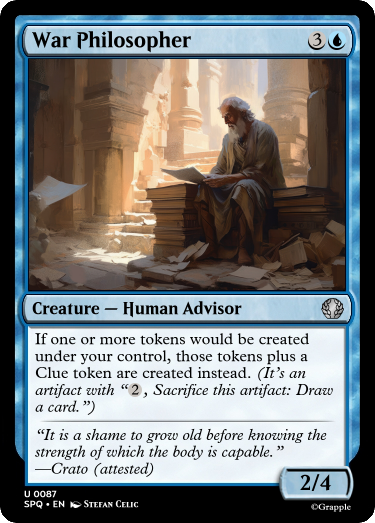 War Philosopher 3
Creature — Human Advisor
If one or more tokens would be created
under your control, those tokens plus a
Clue token are created instead. (It's an
artifact with “2, Sacrifice this artifact: Draw
a card.”)
“It is a shame to grow old before knowing the
strength of which the body is capable.”
—Crato (attested)
2/4
U 0087
SPQ • EN Stefan Celic
©Grapple